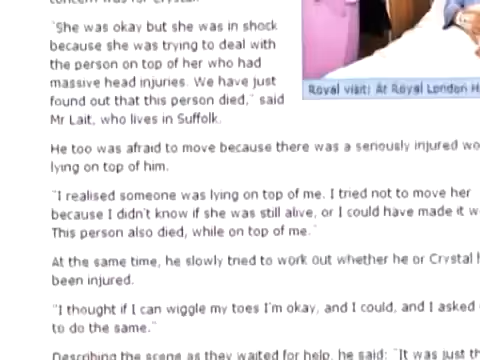 "She was okay but she was in shock
because she was trying to deal with
the person on top of her who had
massive head injuries. We have just
found out that this person died," said
Mr Lait, who lives in Suffolk.
Royal visit: At Royal London H
He too was afraid to move because there was a seriously injured wo
lying on top of him.
"I realised someone was lying on top of me. I tried not to move her
because I didn't know if she was still alive, or I could have made it w
This person also died, while on top of me."
At the same time, he slowly tried to work out whether he or Crystal h
been injured.
"I thought if I can wiggle my toes I'm okay, and I could, and I asked
to do the same."
Describing the scene as they waited for help, he said: "It was just th